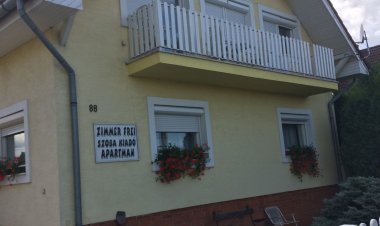 88
ZIMMER FREI
SZOBA KIADÓ
APARTMAN